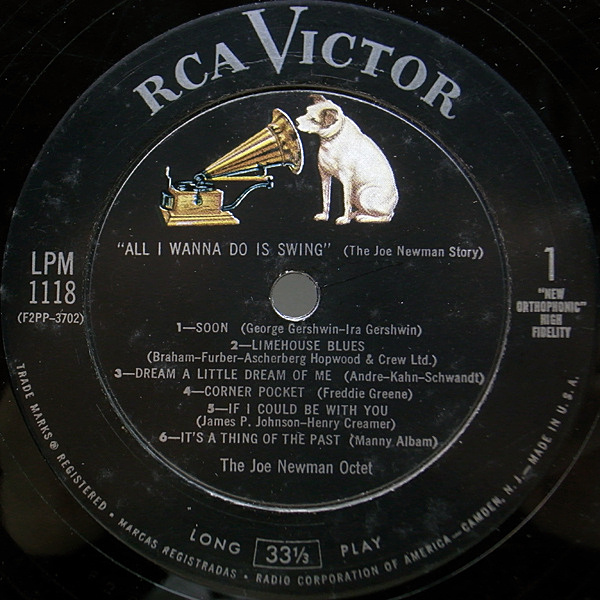 RCA VICTOR
"ALL I WANNA DO IS SWING" (The Joe Newman Story)
LPM
1118
(F2PP-3702)
1
"NEW
ORTHOPHONIC"
HIGH
FIDELITY
1—SOON (George Gershwin-Ira Gershwin)
2—LIMEHOUSE BLUES
(Braham-Furber-Ascherberg Hopwood & Crew Ltd.)
3—DREAM A LITTLE DREAM OF ME (Andre-Kahn-Schwandt)
4—CORNER POCKET (Freddie Greene)
5—IF I COULD BE WITH YOU
(James P. Johnson-Henry Creamer)
6—IT'S A THING OF THE PAST (Manny Albam)
The Joe Newman Octet
LONG 33⅓ PLAY
TRADE MARKS ® REGISTERED • MARCAS REGISTRADAS • RADIO CORPORATION OF AMERICA—CAMDEN, N. J.—MADE IN U.S.A.